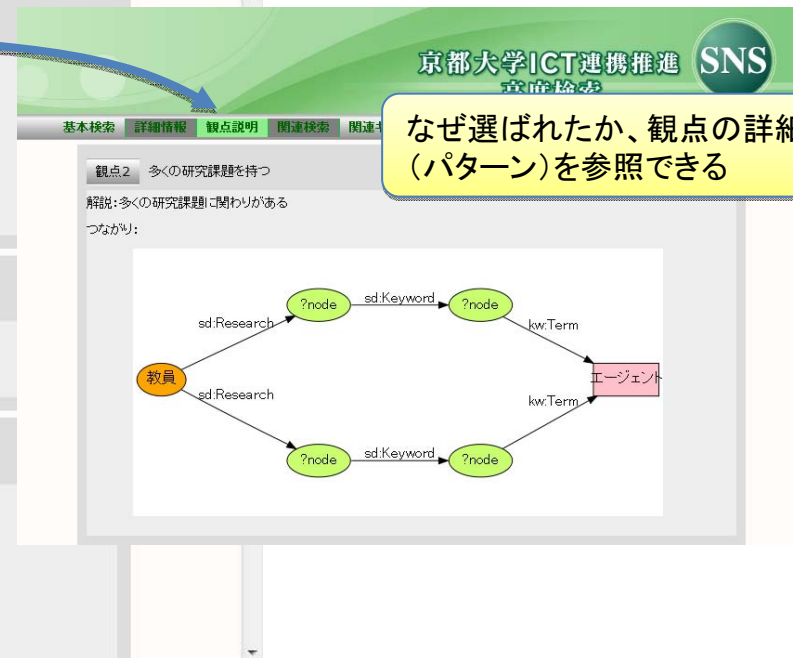 京都大学ICT連携推進 SNS
高度検索
基本検索 詳細情報 観点説明 関連検索 関連キ
なぜ選ばれたか、観点の詳細
(パターン)を参照できる
観点2 多くの研究課題を持つ
解説:多くの研究課題に関わりがある
つながり:
?node
sd:Keyword
?node
sd:Research
kw:Term
教員
エージェント
sd:Research
kw:Term
?node
sd:Keyword
?node